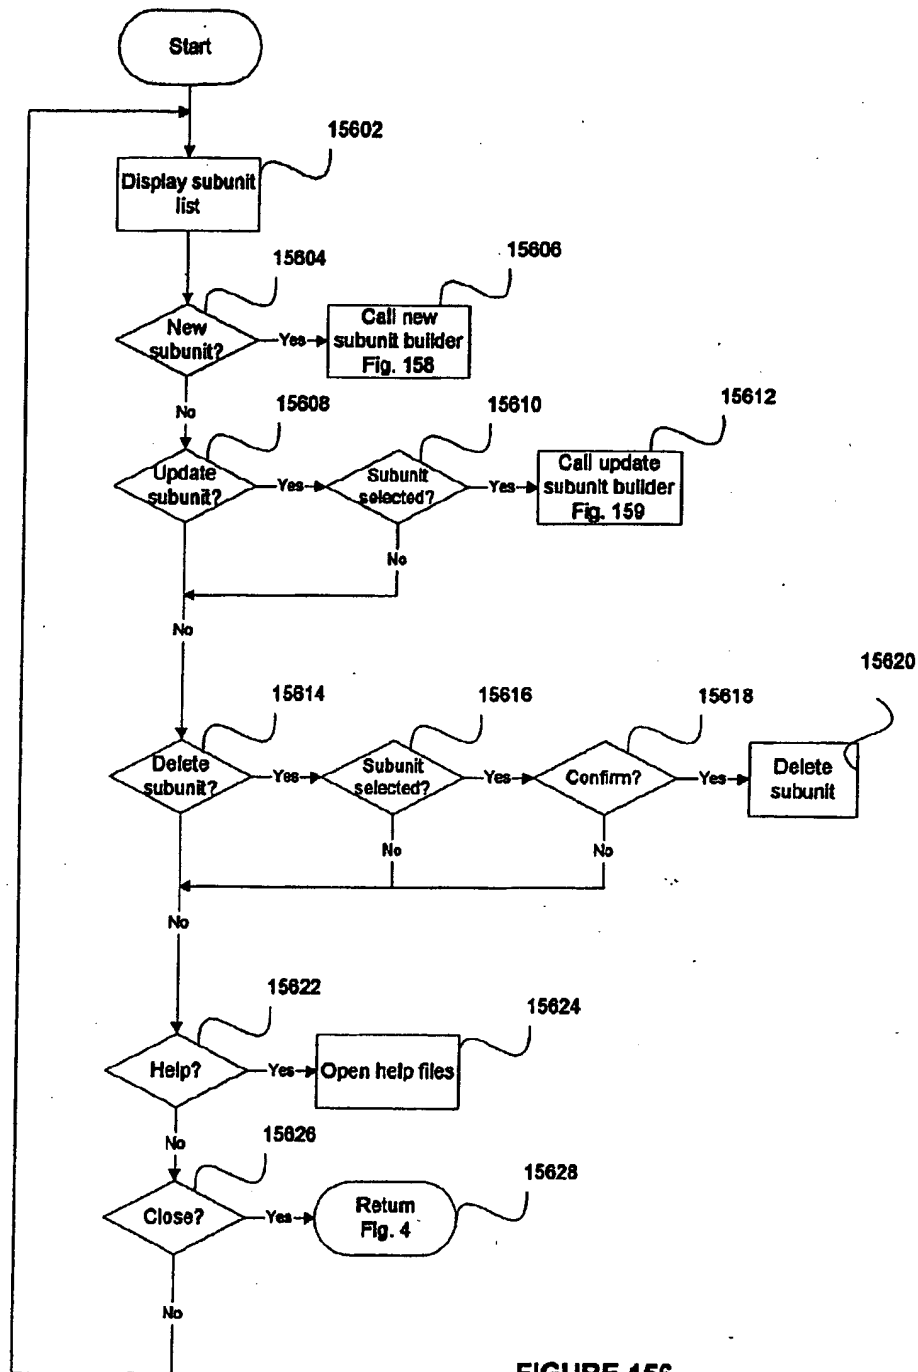 Start
15602
Display subunit
list
15604
15606
New
subunit?
Yes
Call new
subunit builder
Fig. 158
No
15608
15610
15612
Update
subunit?
Yes
Subunit
selected?
Yes
Call update
subunit builder
Fig. 159
No
No
15614
15616
15618
15620
Delete
subunit?
Yes
Subunit
selected?
Yes
Confirm?
Yes
Delete
subunit
No
No
No
15622
15624
Help?
Yes
Open help files
No
15626
15628
Close?
Yes
Return
Fig. 4
No
FIGURE 156